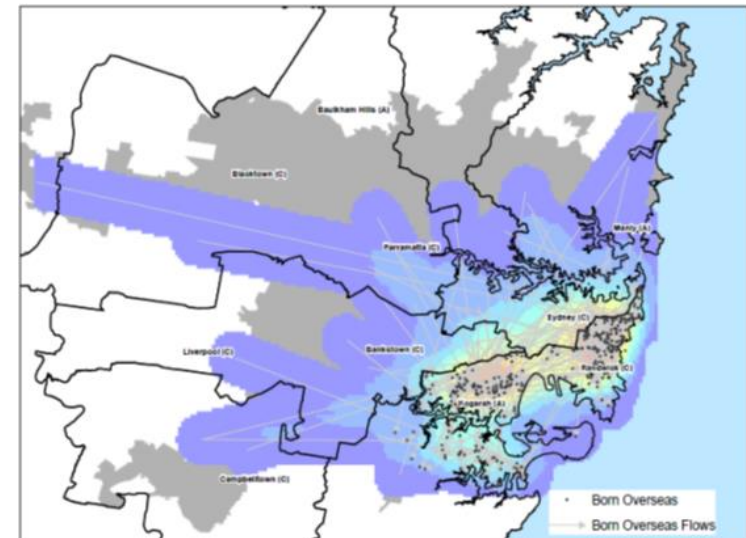 Baulkham Hills (A)
Blacktown (C)
Parramatta (C)
Manly (A)
Sydney (C)
Bankstown (C)
Liverpool (C)
Randwick (C)
Kogarah (A)
Campbelltown (C)
Born Overseas
Born Overseas Flows